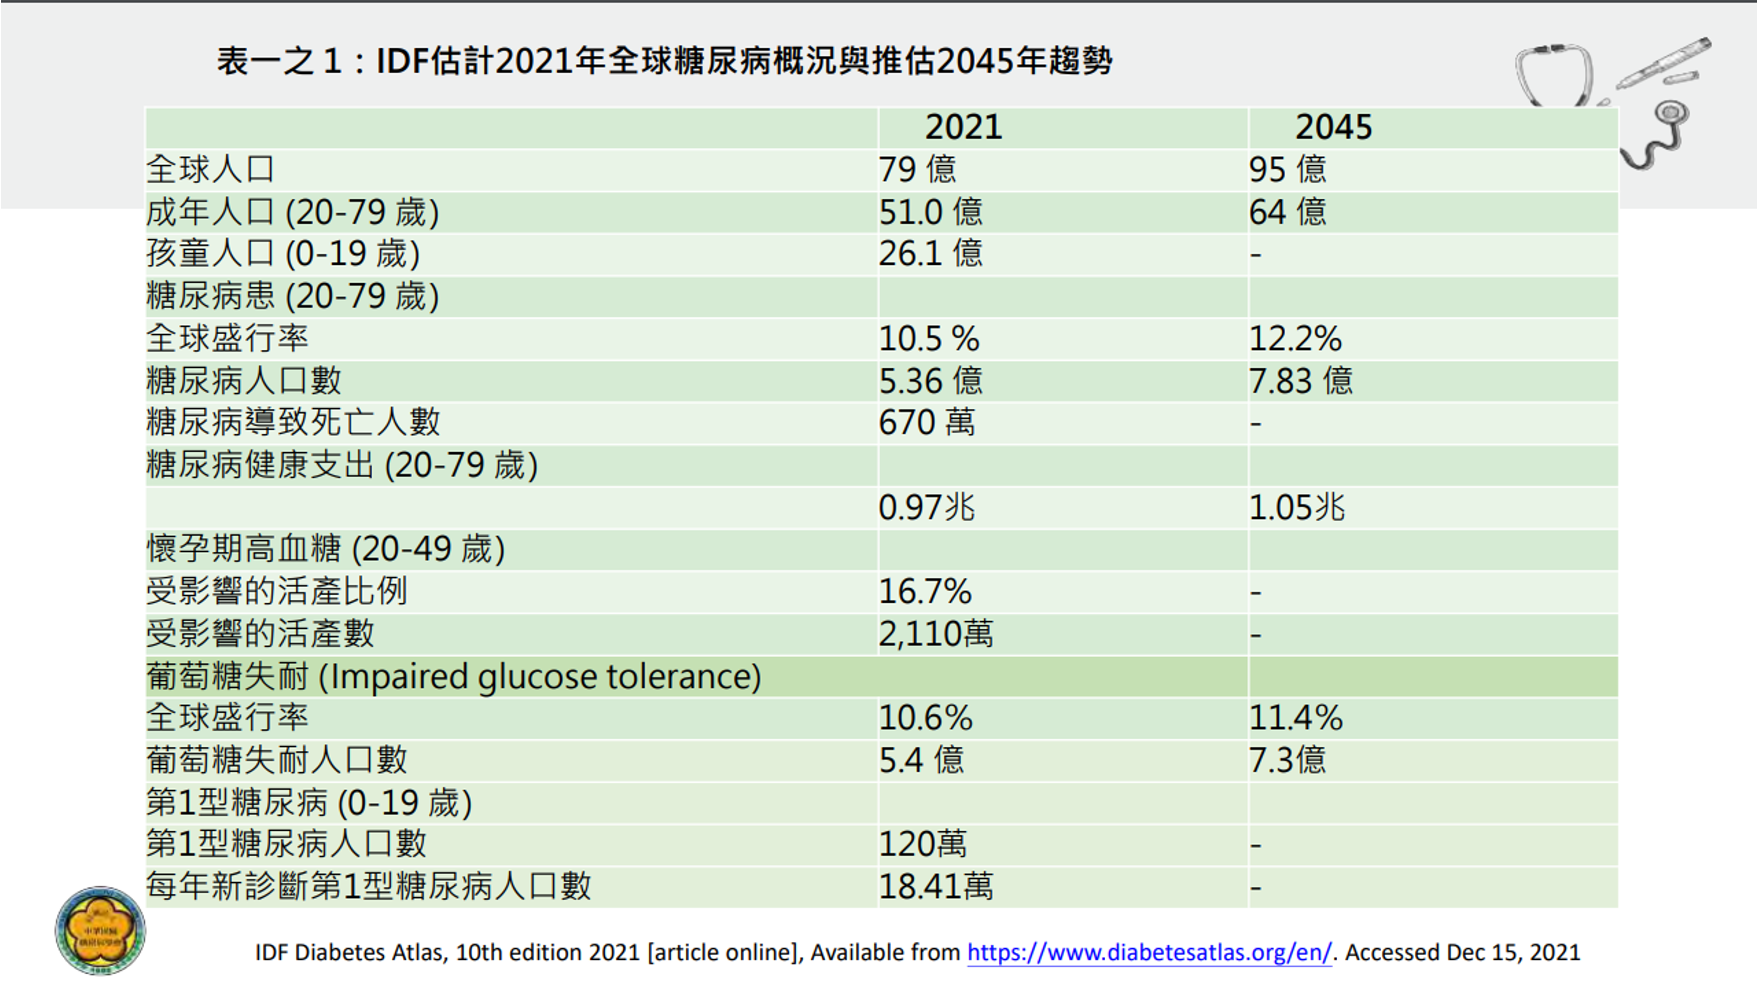 表一之1：IDF估計2021年全球糖尿病概況與推估2045年趨勢
2021 2045
全球人口 79 億 95 億
成年人口 (20-79 歲) 51.0 億 64 億
孩童人口 (0-19 歲) 26.1 億 -
糖尿病患 (20-79 歲)
全球盛行率 10.5 % 12.2%
糖尿病人口數 5.36 億 7.83 億
糖尿病導致死亡人數 670 萬 -
糖尿病健康支出 (20-79 歲)
0.97兆 1.05兆
懷孕期高血糖 (20-49 歲)
受影響的活產比例 16.7% -
受影響的活產數 2,110萬 -
葡萄糖失耐 (Impaired glucose tolerance)
全球盛行率 10.6% 11.4%
葡萄糖失耐人口數 5.4 億 7.3億
第1型糖尿病 (0-19 歲)
第1型糖尿病人口數 120萬 -
每年新診斷第1型糖尿病人口數 18.41萬 -
IDF Diabetes Atlas, 10th edition 2021 [article online], Available from https://www.diabetesatlas.org/en/. Accessed Dec 15, 2021